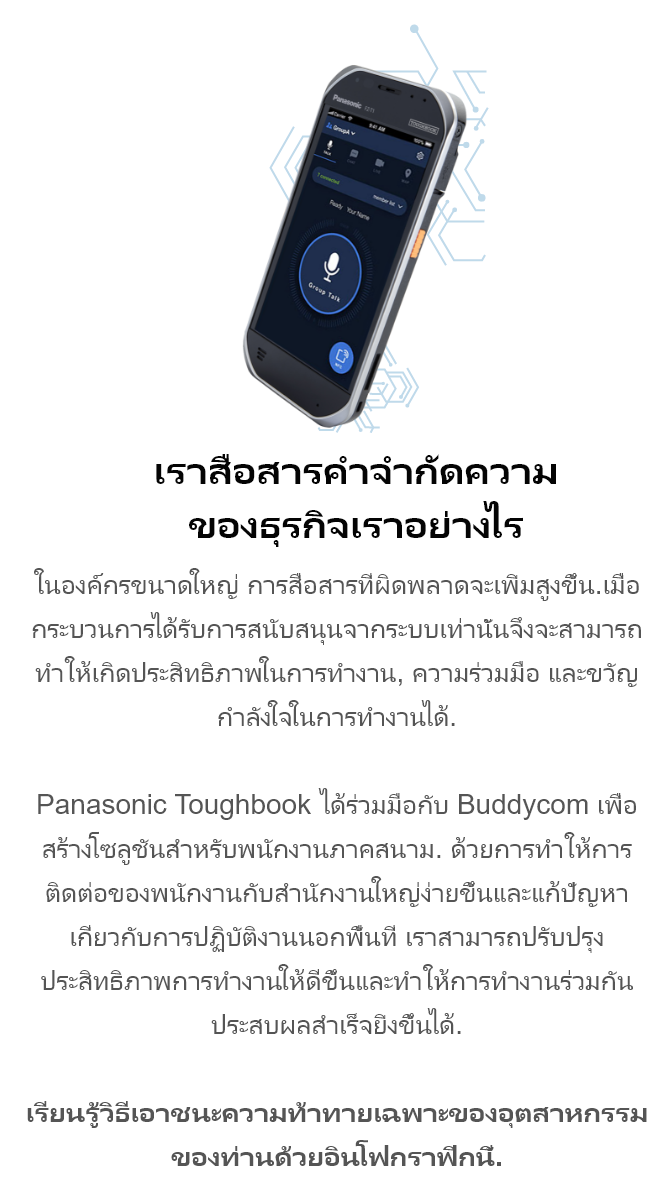 Panasonic
TOUGHBOOK
Carrier
9:41 AM
100%
GroupA
TALK
7 connected
member list
Ready Your Name
Group Talk
เราสื่อสารคำจำกัดความ
ของธุรกิจเราอย่างไร
ในองค์กรขนาดใหญ่ การสื่อสารที่ผิดพลาดจะเพิ่มสูงขึ้น.เมื่อ
กระบวนการได้รับการสนับสนุนจากระบบเท่านั้นจึงจะสามารถ
ทำให้เกิดประสิทธิภาพในการทำงาน, ความร่วมมือ และขวัญ
กำลังใจในการทำงานได้.
Panasonic Toughbook ได้ร่วมมือกับ Buddycom เพื่อ
สร้างโซลูชันสำหรับพนักงานภาคสนาม. ด้วยการทำให้การ
ติดต่อของพนักงานกับสำนักงานใหญ่ง่ายขึ้นและแก้ปัญหา
เกี่ยวกับการปฏิบัติงานนอกพื้นที่ เราสามารถปรับปรุง
ประสิทธิภาพการทำงานให้ดีขึ้นและทำให้การทำงานร่วมกัน
ประสบผลสำเร็จยิ่งขึ้นได้.
เรียนรู้วิธีเอาชนะความท้าทายเฉพาะของอุตสาหกรรม
ของท่านด้วยอินโฟกราฟิกนี้.